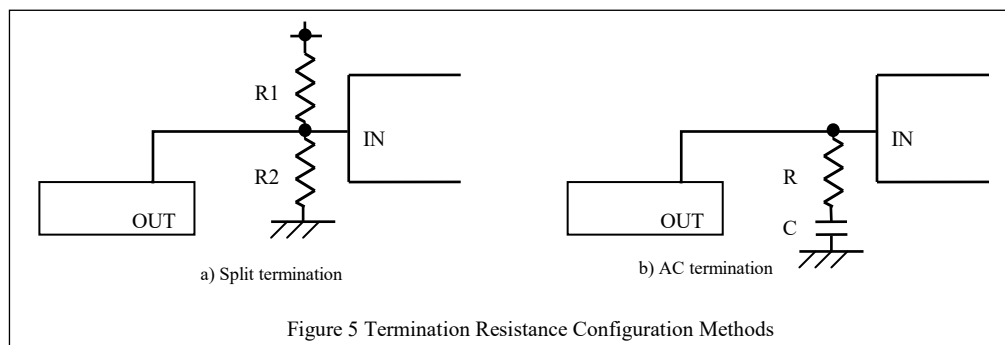 R1
IN
R2
OUT
a) Split termination
IN
R
OUT
C
b) AC termination
Figure 5 Termination Resistance Configuration Methods